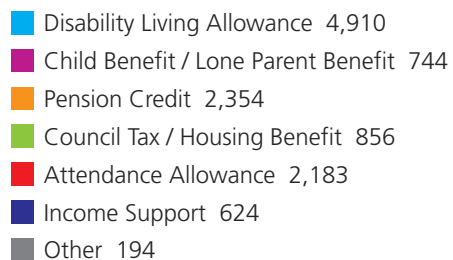 Disability Living Allowance 4,910
Child Benefit / Lone Parent Benefit 744
Pension Credit 2,354
Council Tax / Housing Benefit 856
Attendance Allowance 2,183
Income Support 624
Other 194